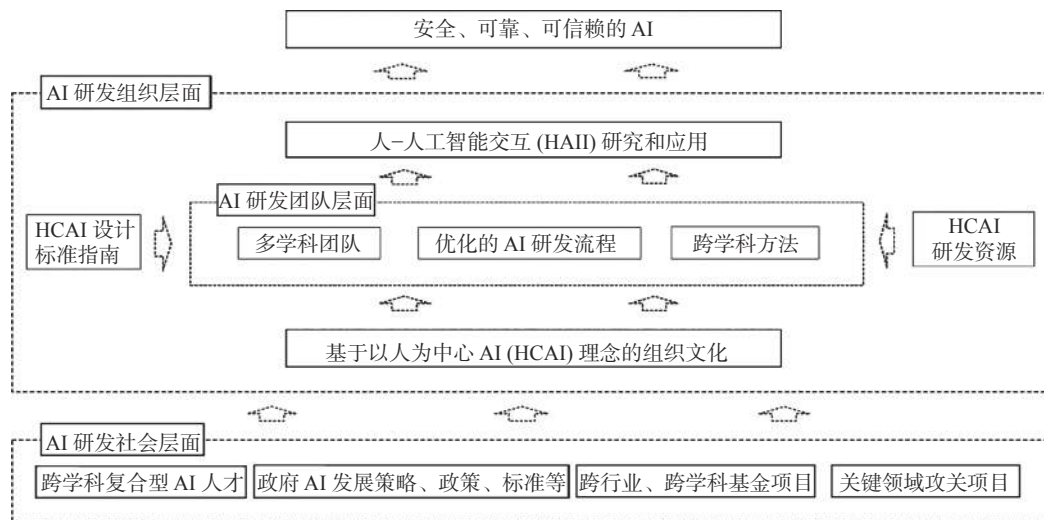 安全、可靠、可信赖的 AI
AI 研发组织层面
人−人工智能交互 (HAII) 研究和应用
AI 研发团队层面
HCAI 设计
标准指南
多学科团队
优化的 AI 研发流程
跨学科方法
HCAI
研发资源
基于以人为中心 AI (HCAI) 理念的组织文化
AI 研发社会层面
跨学科复合型 AI 人才
政府 AI 发展策略、政策、标准等
跨行业、跨学科基金项目
关键领域攻关项目